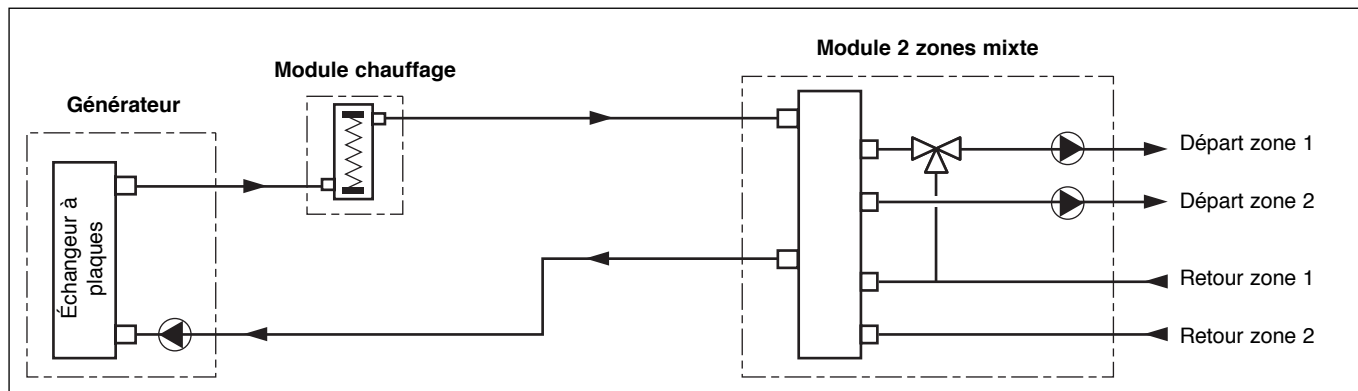 Module 2 zones mixte
Module chauffage
Générateur
Échangeur à
plaques
Départ zone 1
Départ zone 2
Retour zone 1
Retour zone 2